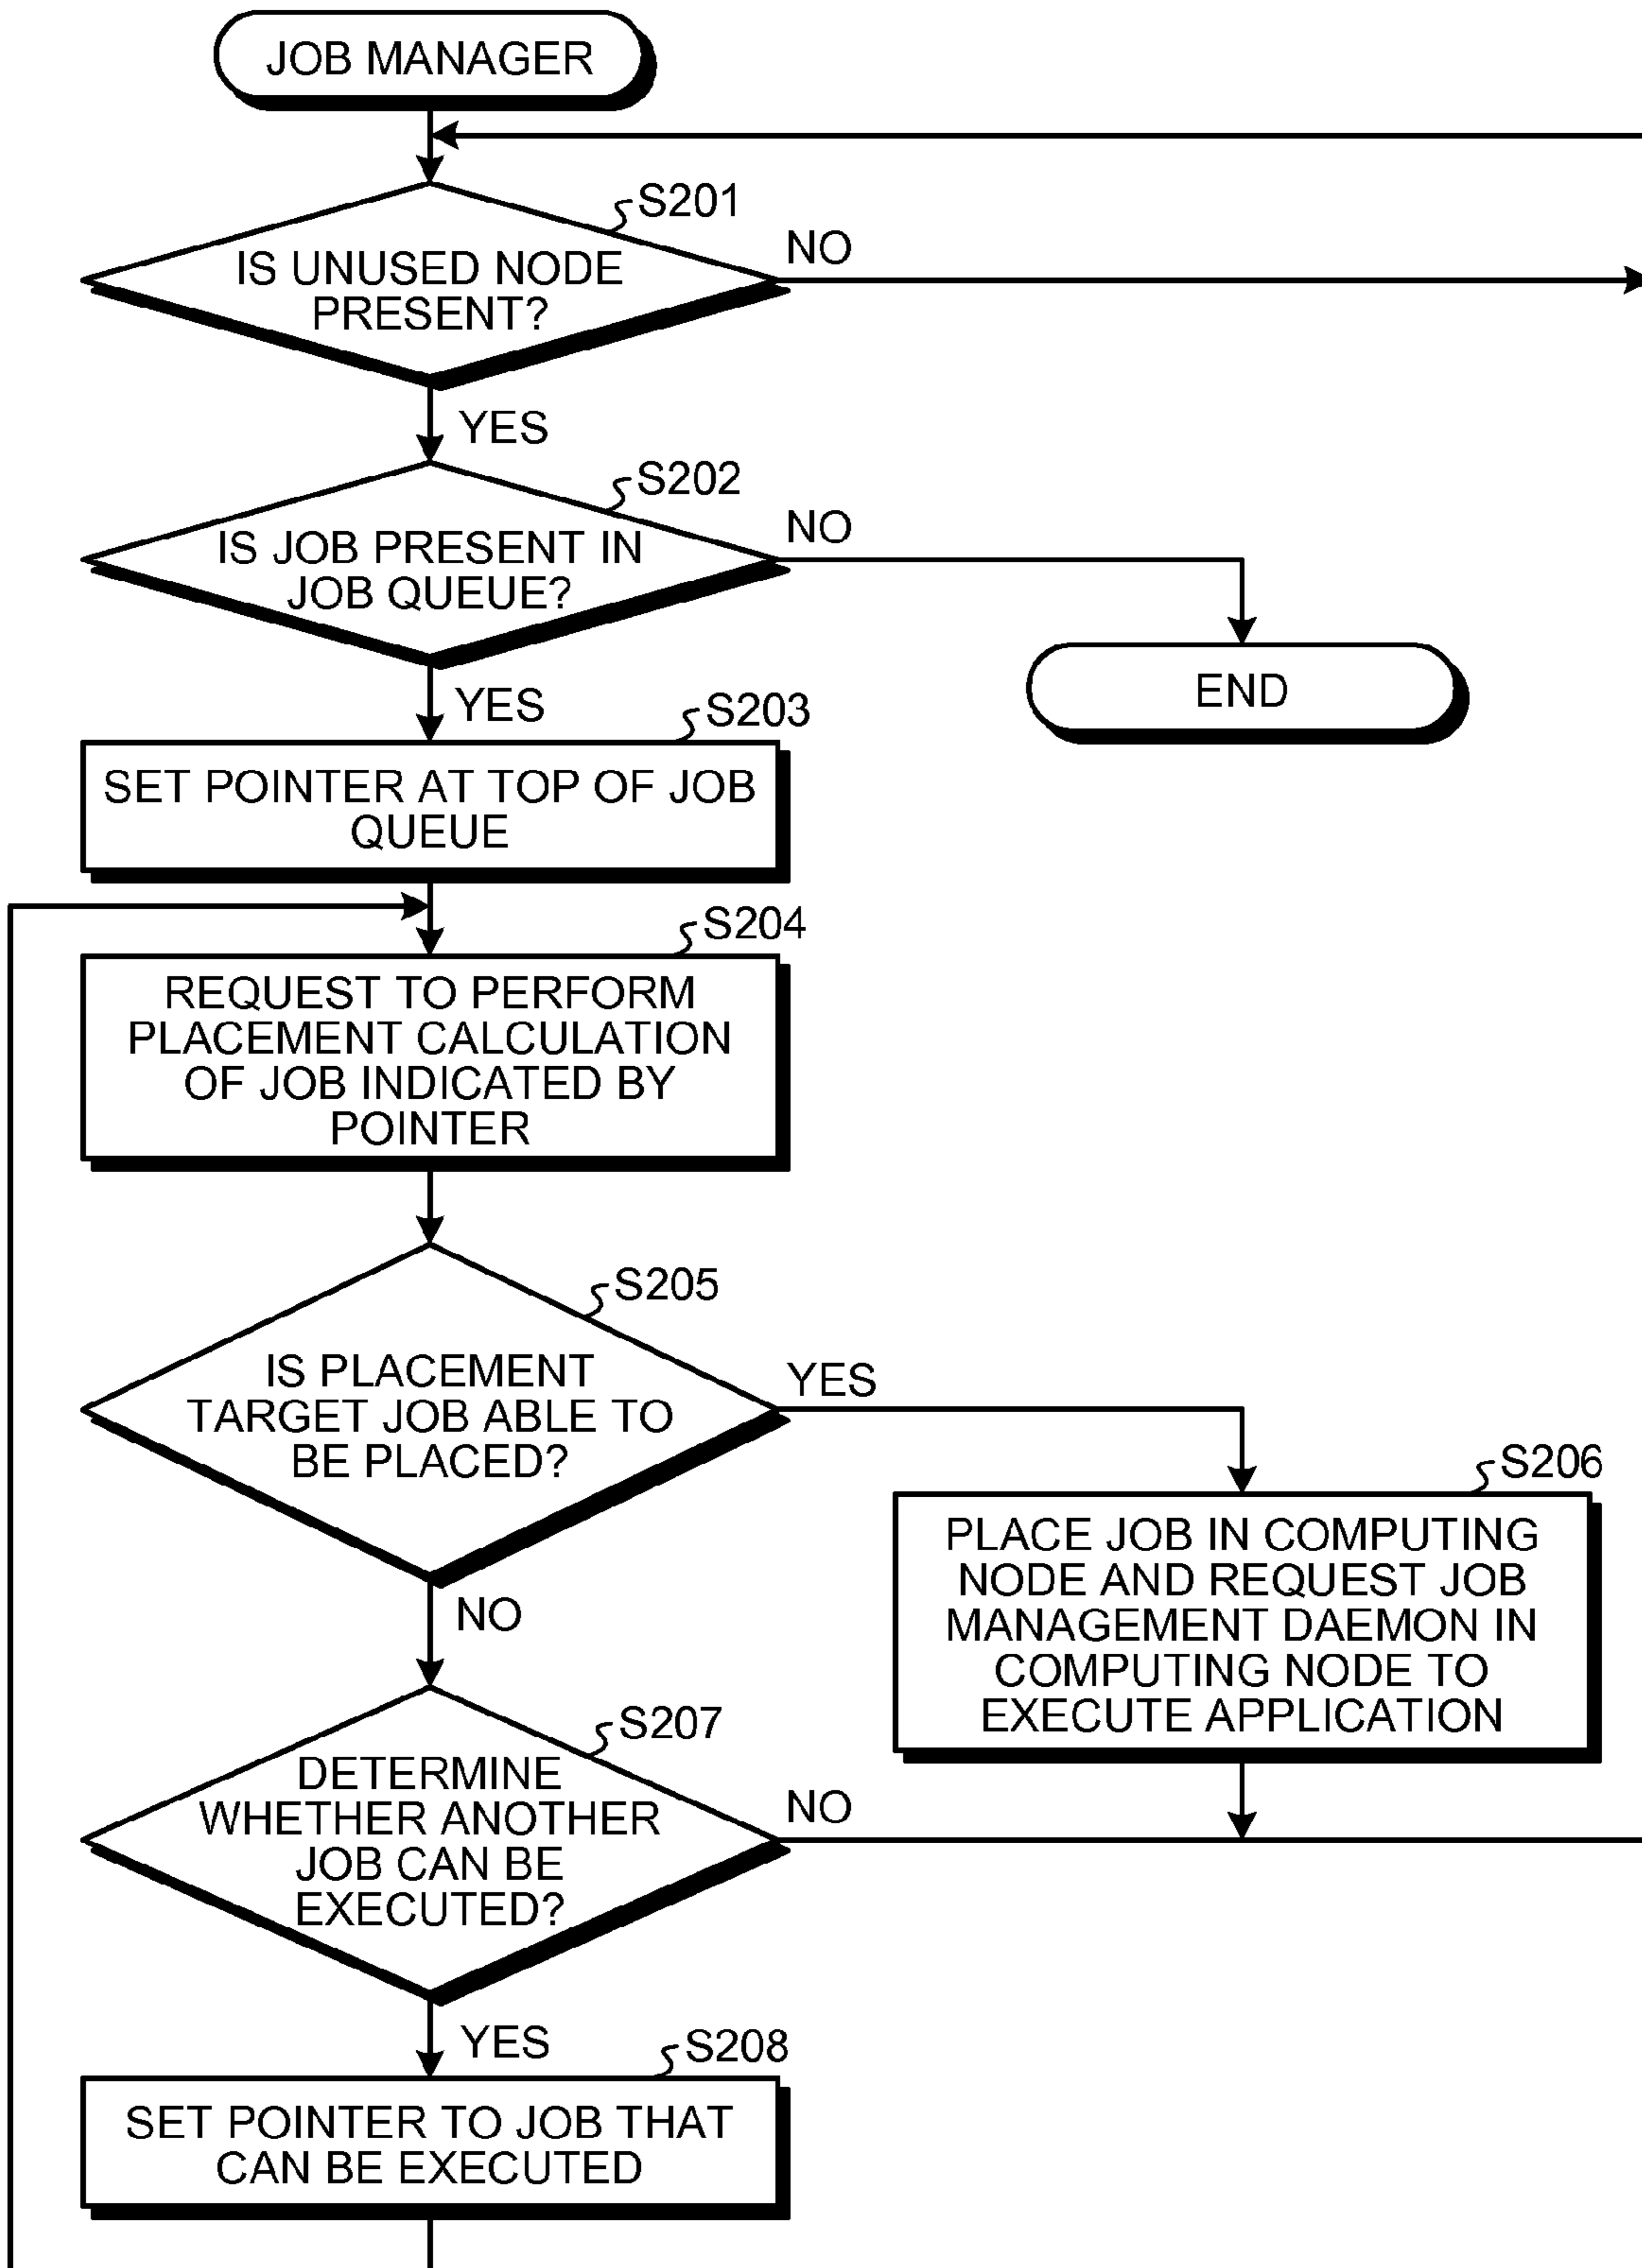 JOB MANAGER
S201
IS UNUSED NODE
PRESENT?
NO
YES
S202
IS JOB PRESENT IN
JOB QUEUE?
NO
END
YES
S203
SET POINTER AT TOP OF JOB
QUEUE
S204
REQUEST TO PERFORM
PLACEMENT CALCULATION
OF JOB INDICATED BY
POINTER
S205
IS PLACEMENT
TARGET JOB ABLE TO
BE PLACED?
YES
S206
PLACE JOB IN COMPUTING
NODE AND REQUEST JOB
MANAGEMENT DAEMON IN
COMPUTING NODE TO
EXECUTE APPLICATION
NO
S207
DETERMINE
WHETHER ANOTHER
JOB CAN BE
EXECUTED?
NO
YES
S208
SET POINTER TO JOB THAT
CAN BE EXECUTED